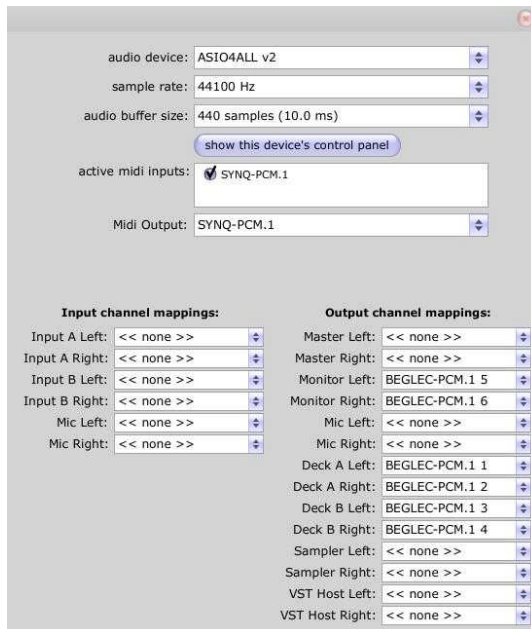 audio device: ASIO4ALL v2
sample rate: 44100 Hz
audio buffer size: 440 samples (10.0 ms)
show this device's control panel
active midi inputs: SYNQ-PCM.1
Midi Output: SYNQ-PCM.1
Input channel mappings:
Input A Left: << none >>
Input A Right: << none >>
Input B Left: << none >>
Input B Right: << none >>
Mic Left: << none >>
Mic Right: << none >>
Output channel mappings:
Master Left: << none >>
Master Right: << none >>
Monitor Left: BEGLEC-PCM.1 5
Monitor Right: BEGLEC-PCM.1 6
Mic Left: << none >>
Mic Right: << none >>
Deck A Left: BEGLEC-PCM.1 1
Deck A Right: BEGLEC-PCM.1 2
Deck B Left: BEGLEC-PCM.1 3
Deck B Right: BEGLEC-PCM.1 4
Sampler Left: << none >>
Sampler Right: << none >>
VST Host Left: << none >>
VST Host Right: << none >>